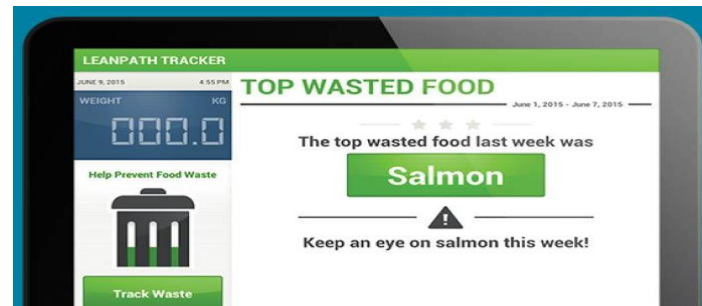 LEANPATH TRACKER
JUNE 9, 2015 4:55 PM
WEIGHT KG
000.0
Help Prevent Food Waste
Track Waste
TOP WASTED FOOD
June 1, 2015 - June 7, 2015
The top wasted food last week was
Salmon
Keep an eye on salmon this week!